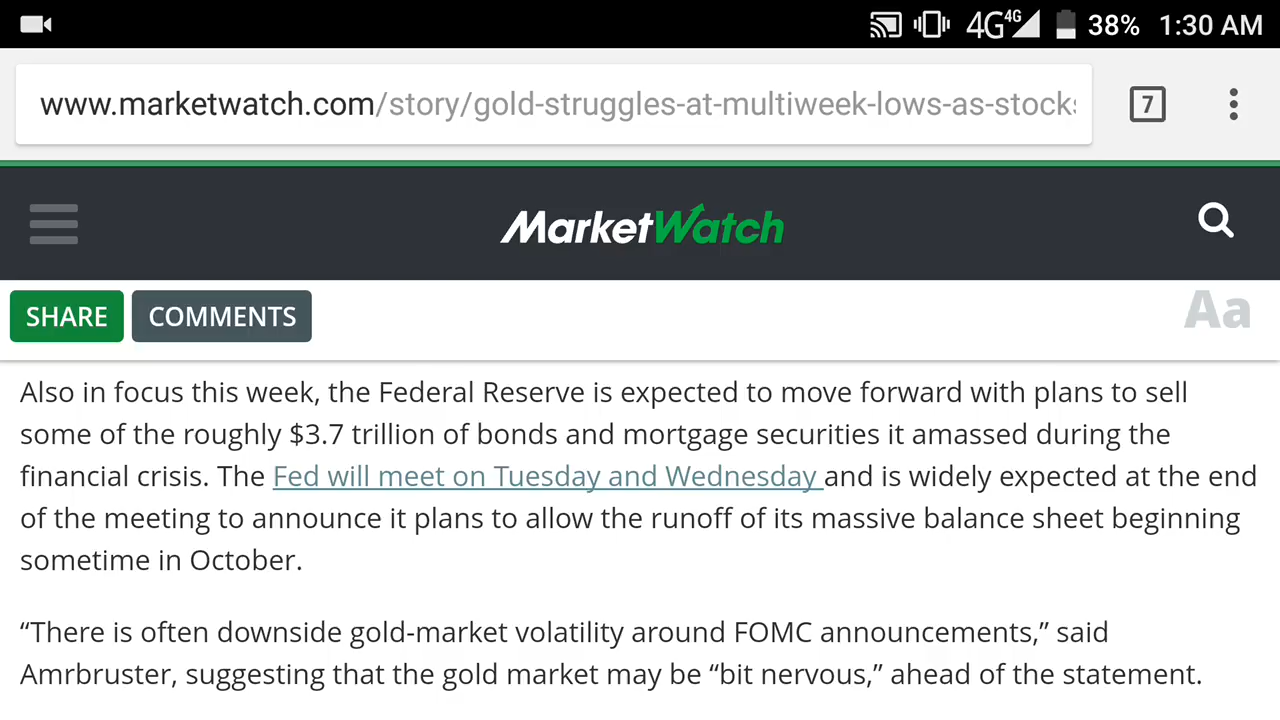 4G 4G 38% 1:30 AM
www.marketwatch.com/story/gold-struggles-at-multiweek-lows-as-stocks
7
MarketWatch
SHARE COMMENTS Aa
Also in focus this week, the Federal Reserve is expected to move forward with plans to sell
some of the roughly $3.7 trillion of bonds and mortgage securities it amassed during the
financial crisis. The Fed will meet on Tuesday and Wednesday and is widely expected at the end
of the meeting to announce it plans to allow the runoff of its massive balance sheet beginning
sometime in October.
“There is often downside gold-market volatility around FOMC announcements,” said
Amrbruster, suggesting that the gold market may be “bit nervous,” ahead of the statement.